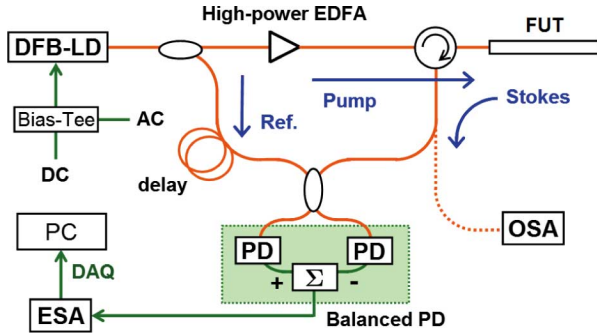 High-power EDFA
DFB-LD
FUT
Bias-Tee
AC
DC
Ref.
Pump
Stokes
delay
PC
DAQ
ESA
PD
PD
+
Σ
-
OSA
Balanced PD